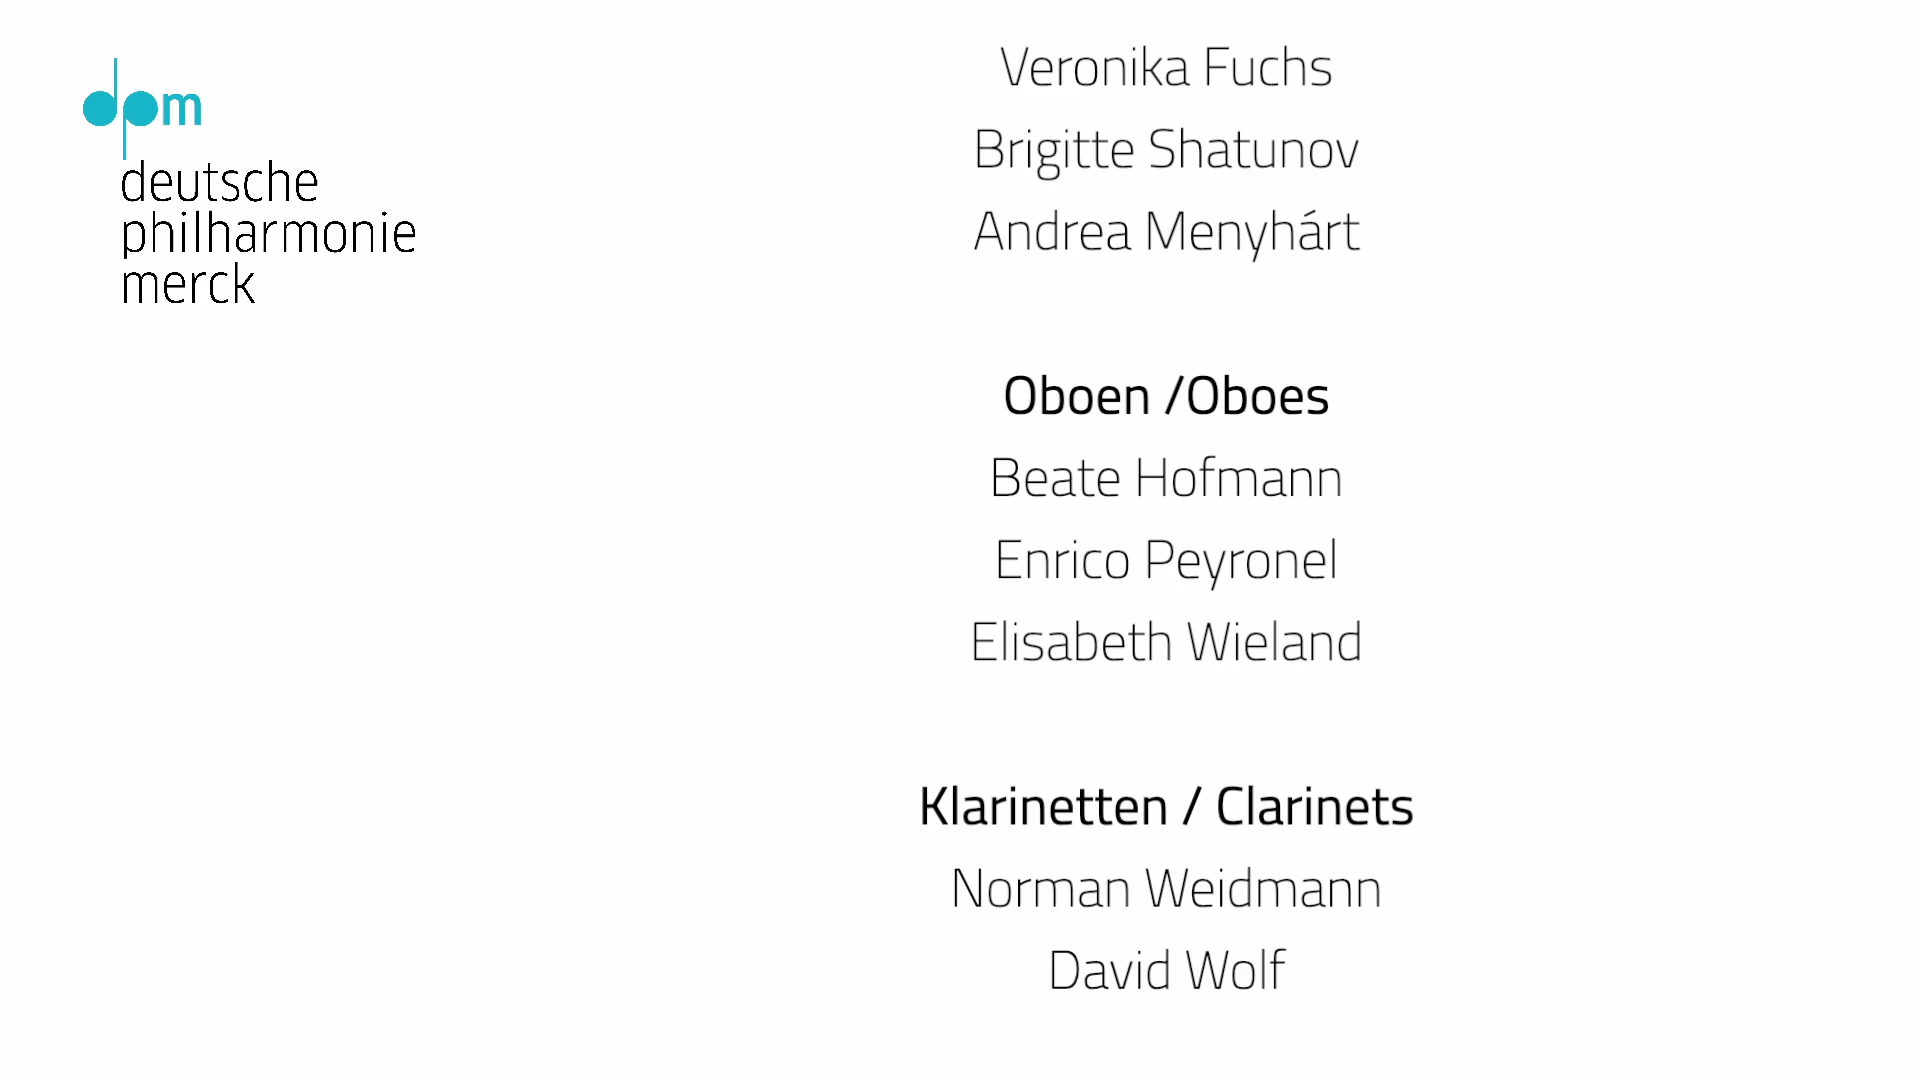 dpm
deutsche
philharmonie
merck
Veronika Fuchs
Brigitte Shatunov
Andrea Menyhárt
Oboen /Oboes
Beate Hofmann
Enrico Peyronel
Elisabeth Wieland
Klarinetten / Clarinets
Norman Weidmann
David Wolf